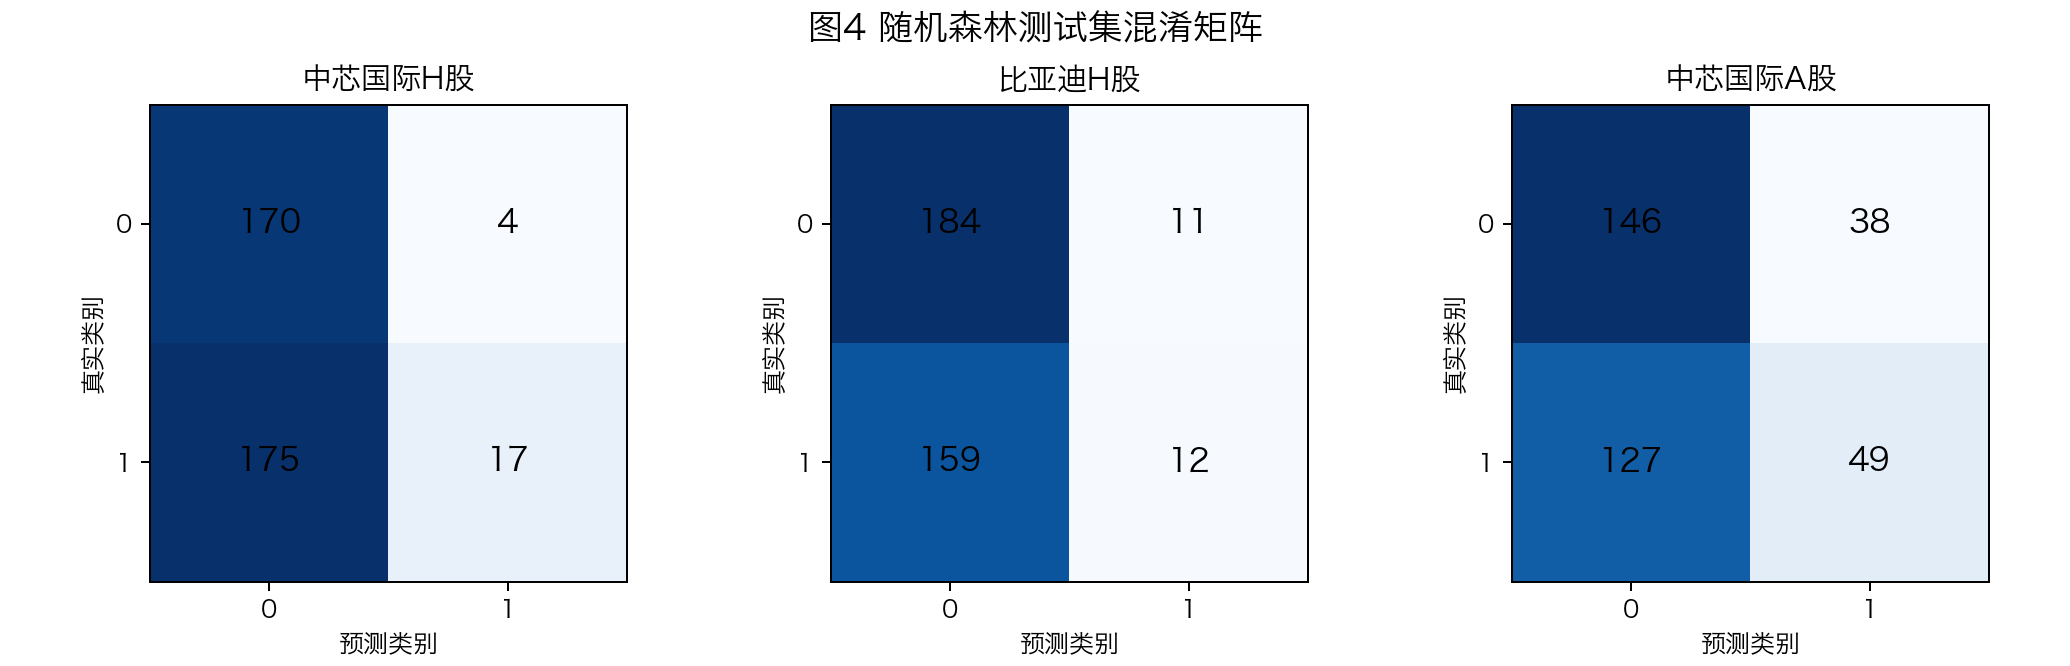 图4 随机森林测试集混淆矩阵
中芯国际H股
170
4
175
17
0
1
0
1
真实类别
预测类别
比亚迪H股
184
11
159
12
0
1
0
1
真实类别
预测类别
中芯国际A股
146
38
127
49
0
1
0
1
真实类别
预测类别